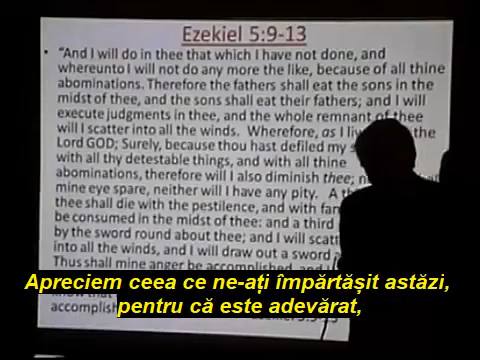 Ezekiel 5:9-13
• "And I will do in thee that which I have not done, and
whereunto I will not do any more the like, because of all thine
abominations. Therefore the fathers shall eat the sons in the
midst of thee, and the sons shall eat their fathers; and I will
execute judgments in thee, and the whole remnant of thee
will I scatter into all the winds. Wherefore, as I the
Lord GOD; Surely, because thou hast defiled my
with all thy detestable things, and with all thine
abominations, therefore will I also diminish thee;
mine eye spare, neither will I have any pity. A
thee shall die with the pestilence, and with
be consumed in the midst of thee: and a third
by the sword round about thee; and I will
into all the winds, and I will draw out a sword
Thus shall mine anger be accomplished, and I
Apreciem ceea ce ne-ați împărtășit astăzi,
pentru că este adevărat,